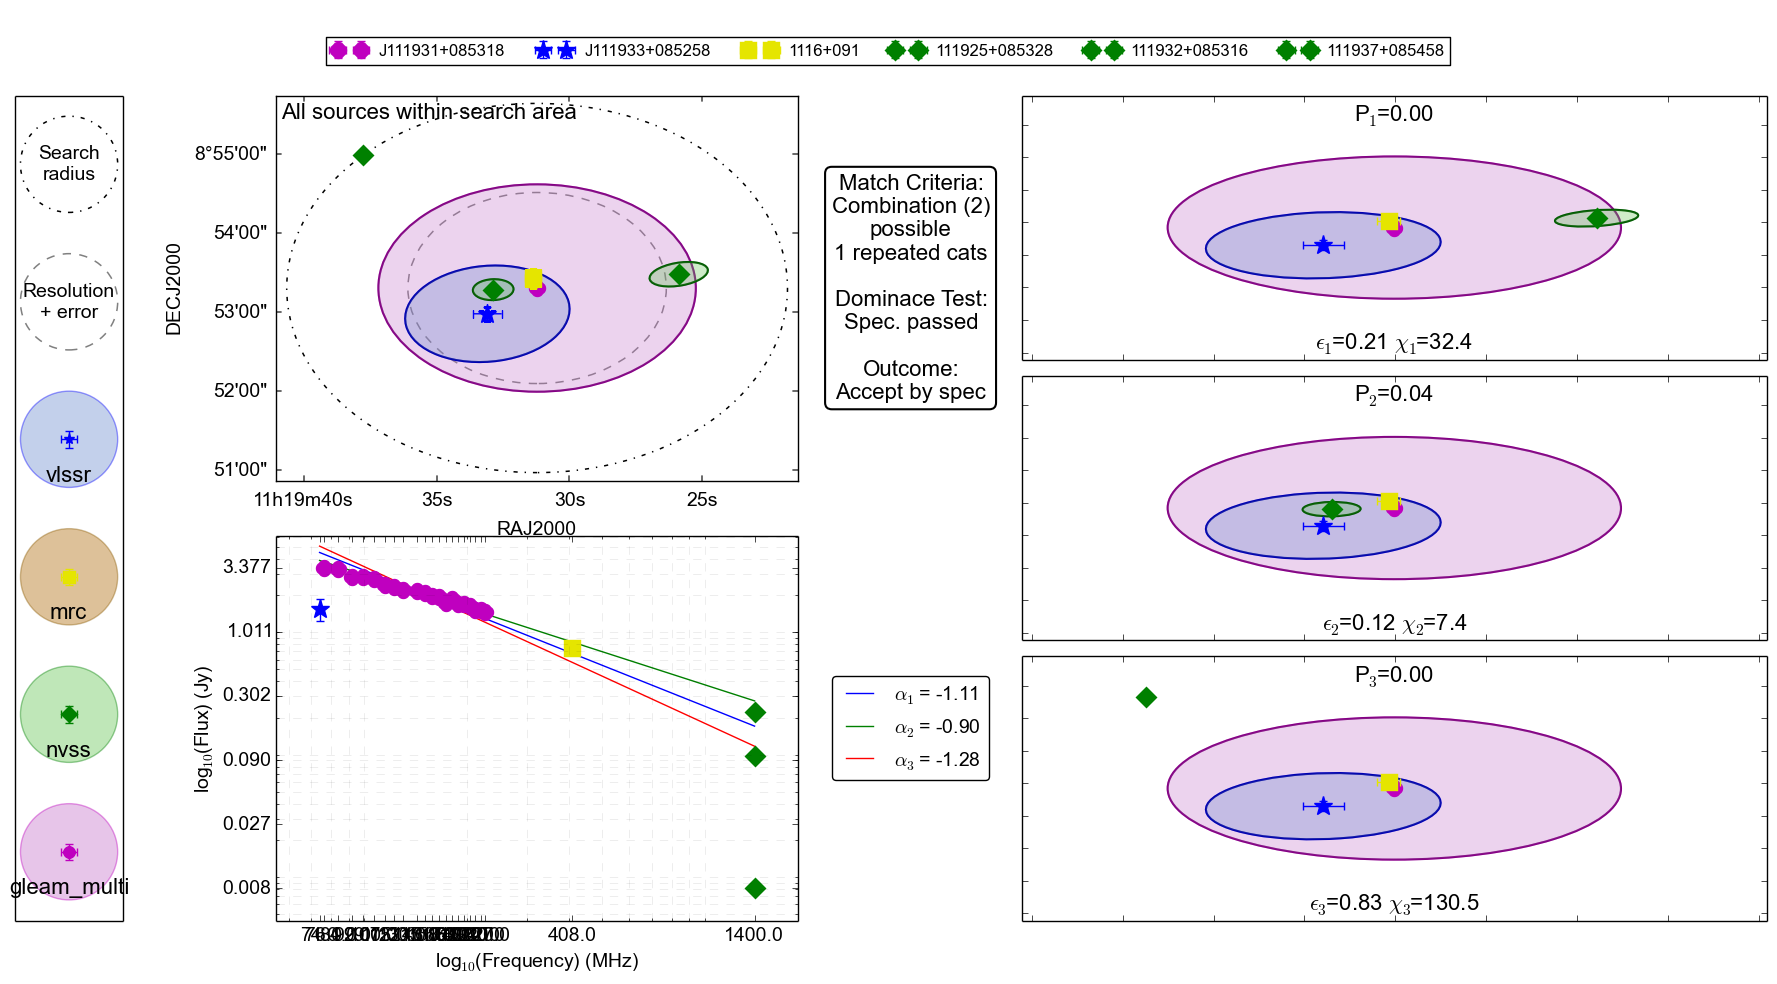 J111931+085318 J111933+085258 1116+091 111925+085328 111932+085316 111937+085458
Search
radius
Resolution
+ error
vlssr
mrc
nvss
gleam_multi
All sources within search area
8°55'00"
54'00"
53'00"
52'00"
51'00"
DECJ2000
11h19m40s 35s 30s 25s
RAJ2000
3.377
1.011
0.302
0.090
0.027
0.008
log10(Flux) (Jy)
408.0 1400.0
log10(Frequency) (MHz)
Match Criteria:
Combination (2)
possible
1 repeated cats
Dominace Test:
Spec. passed
Outcome:
Accept by spec
α1 = -1.11
α2 = -0.90
α3 = -1.28
P1=0.00
ϵ1=0.21 χ1=32.4
P2=0.04
ϵ2=0.12 χ2=7.4
P3=0.00
ϵ3=0.83 χ3=130.5